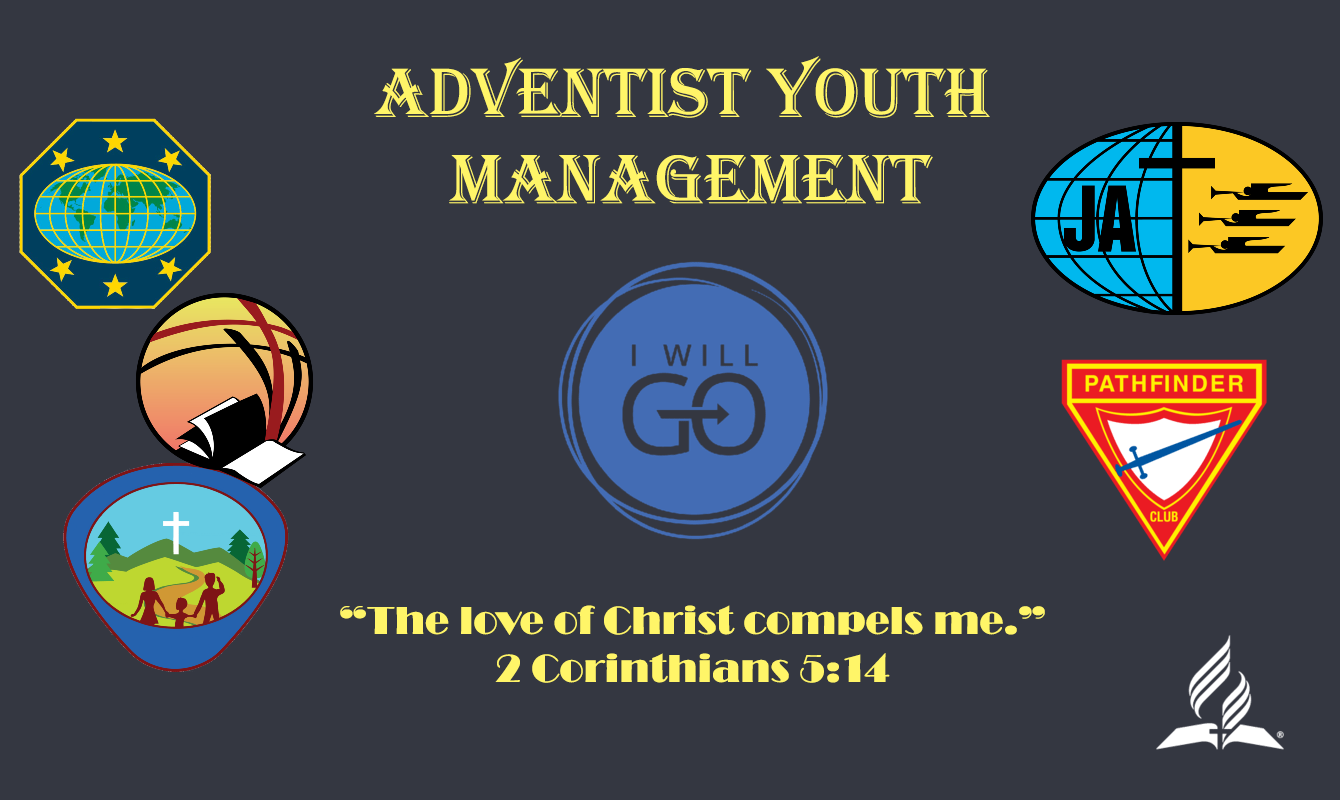 ADVENTIST YOUTH
MANAGEMENT
JA
I WILL
GO
PATHFINDER
CLUB
“The love of Christ compels me.”
2 Corinthians 5:14
®